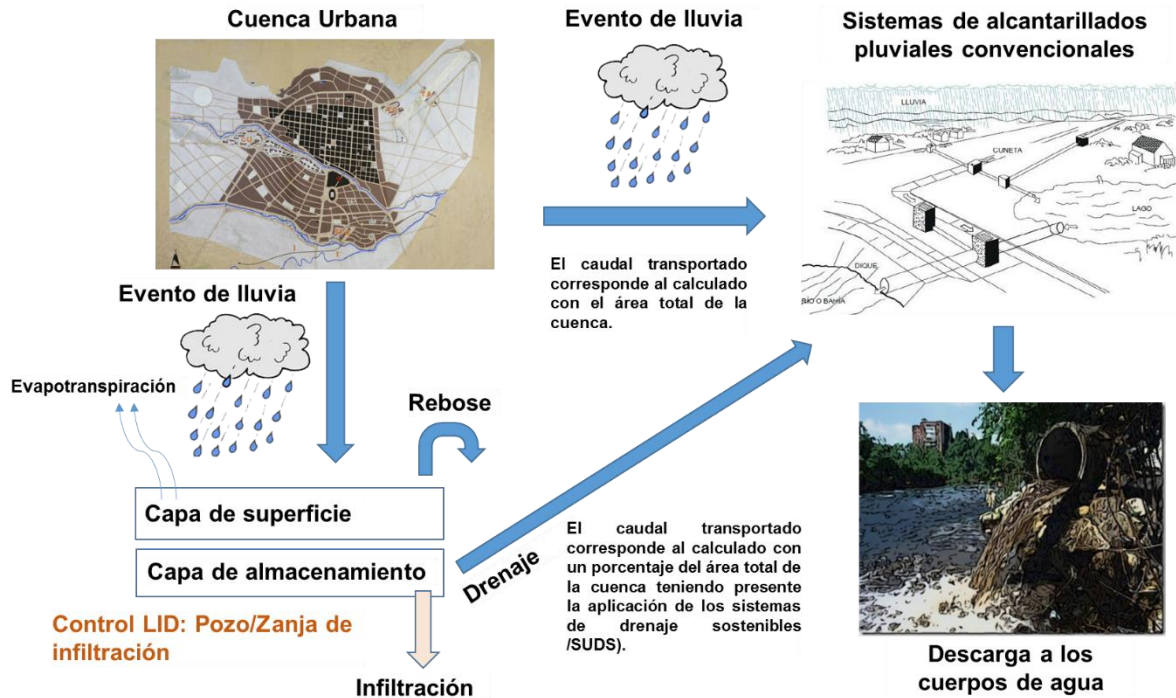 Cuenca Urbana
Evento de lluvia
Sistemas de alcantarillados
pluviales convencionales
LLUVIA
CUNETA
LAGO
DIQUE
RÍO O BAHÍA
El caudal transportado
corresponde al calculado
con el área total de la
cuenca.
Evento de lluvia
Evapotranspiración
Rebose
Capa de superficie
Capa de almacenamiento
Drenaje
El caudal transportado
corresponde al calculado con
un porcentaje del área total de
la cuenca teniendo presente
la aplicación de los sistemas
de drenaje sostenibles
/SUDS).
Control LID: Pozo/Zanja de
infiltración
Infiltración
Descarga a los
cuerpos de agua